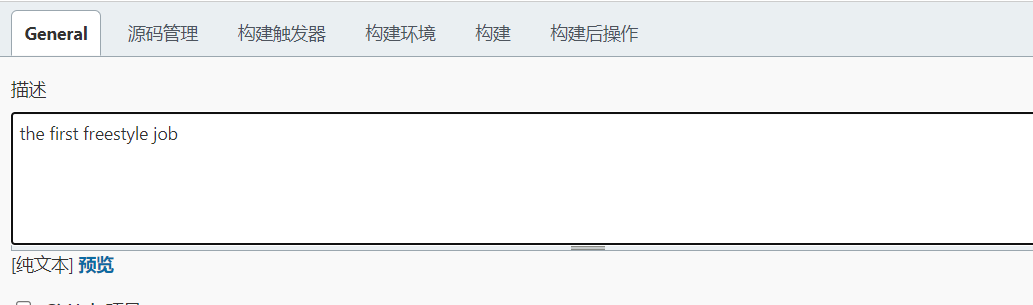 General 源码管理 构建触发器 构建环境 构建 构建后操作
描述
the first freestyle job
[纯文本] 预览